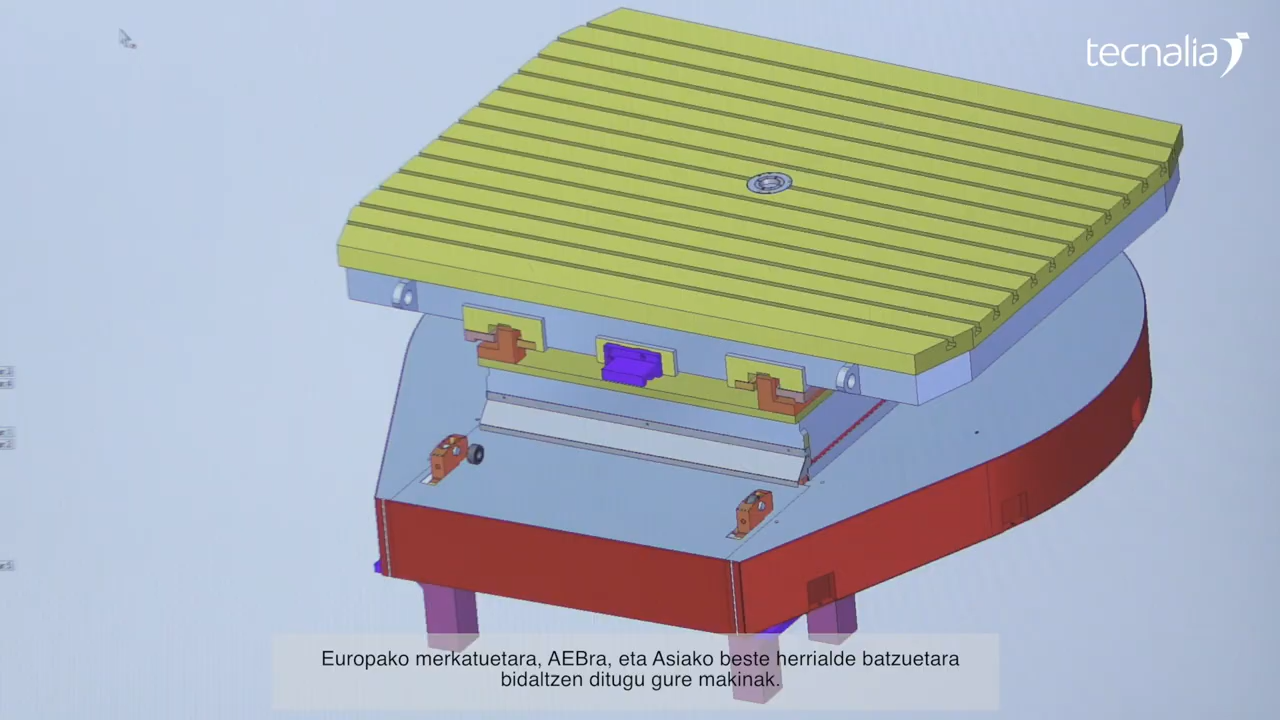 tecnalia
Europako merkatuetara, AEBra, eta Asiako beste herrialde batzuetara
bidaltzen ditugu gure makinak.